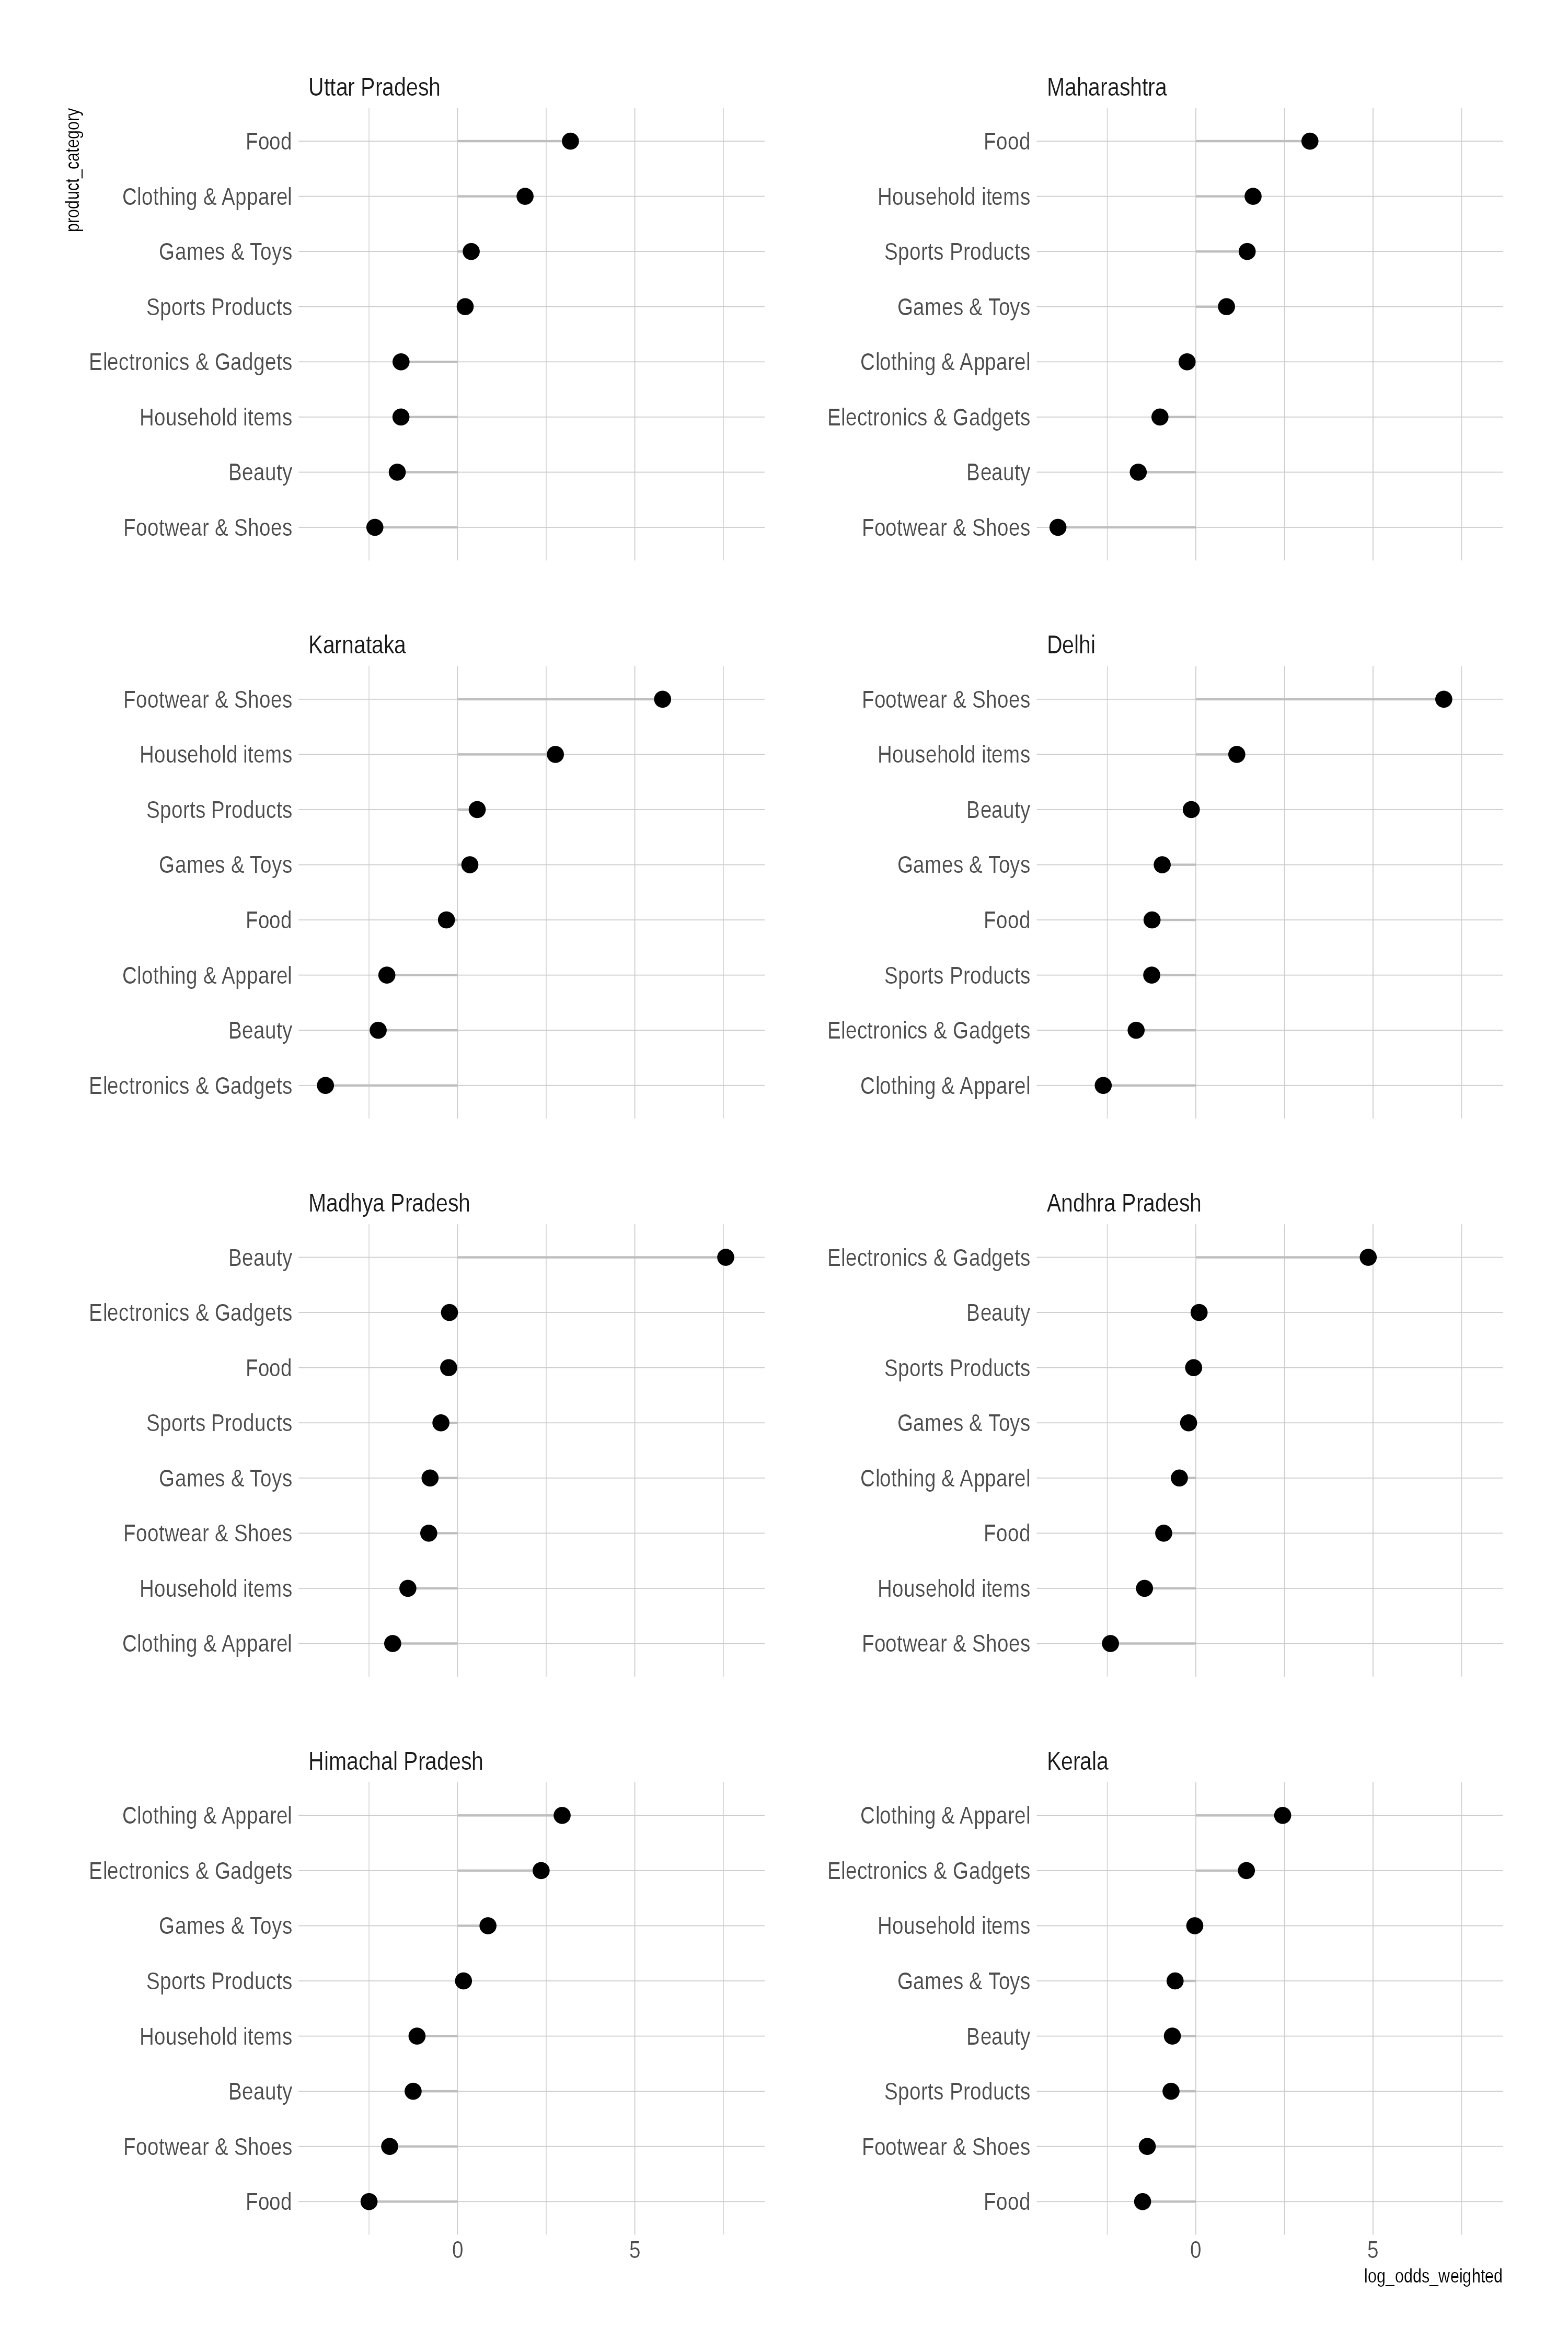 product_category
Uttar Pradesh
Food
Clothing & Apparel
Games & Toys
Sports Products
Electronics & Gadgets
Household items
Beauty
Footwear & Shoes
Maharashtra
Food
Household items
Sports Products
Games & Toys
Clothing & Apparel
Electronics & Gadgets
Beauty
Footwear & Shoes
Karnataka
Footwear & Shoes
Household items
Sports Products
Games & Toys
Food
Clothing & Apparel
Beauty
Electronics & Gadgets
Delhi
Footwear & Shoes
Household items
Beauty
Games & Toys
Food
Sports Products
Electronics & Gadgets
Clothing & Apparel
Madhya Pradesh
Beauty
Electronics & Gadgets
Food
Sports Products
Games & Toys
Footwear & Shoes
Household items
Clothing & Apparel
Andhra Pradesh
Electronics & Gadgets
Beauty
Sports Products
Games & Toys
Clothing & Apparel
Food
Household items
Footwear & Shoes
Himachal Pradesh
Clothing & Apparel
Electronics & Gadgets
Games & Toys
Sports Products
Household items
Beauty
Footwear & Shoes
Food
0 5
Kerala
Clothing & Apparel
Electronics & Gadgets
Household items
Games & Toys
Beauty
Sports Products
Footwear & Shoes
Food
0 5
log_odds_weighted